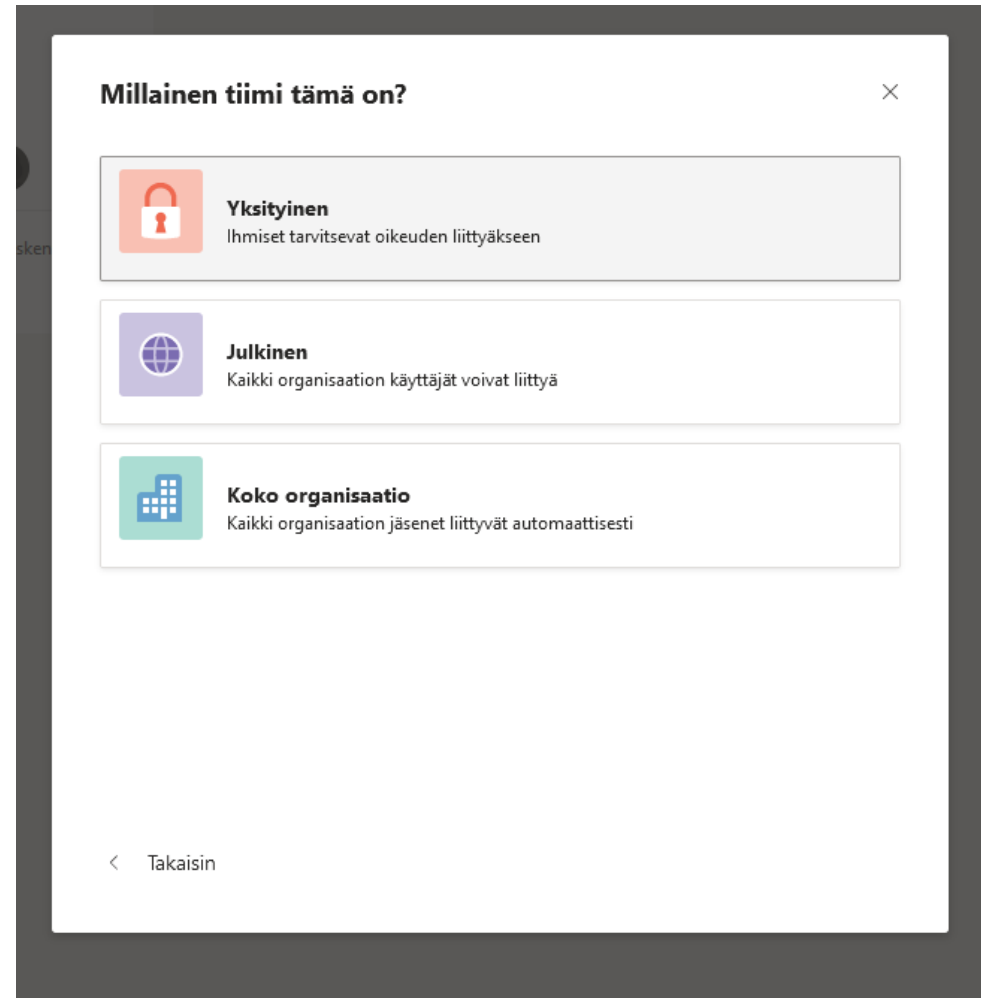 Millainen tiimi tämä on?
Yksityinen
Ihmiset tarvitsevat oikeuden liittyäkseen
sken
Julkinen
Kaikki organisaation käyttäjät voivat liittyä
Koko organisaatio
Kaikki organisaation jäsenet liittyvät automaattisesti
Takaisin